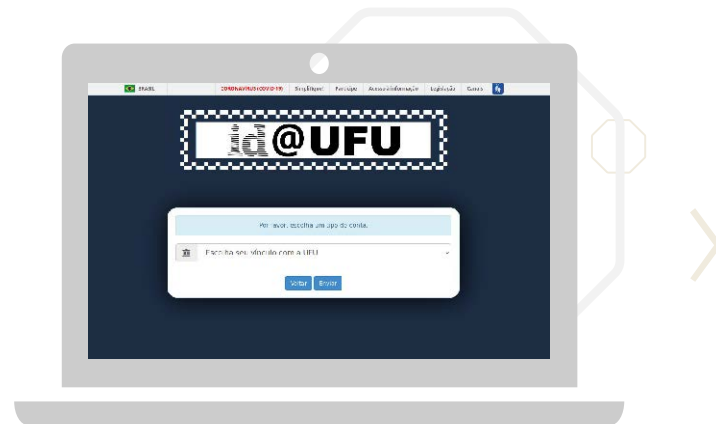 BRASIL CORONAVÍRUS (COVID-19) Simplifique! Participe Acesso à informação Legislação Canais
id@UFU
Por favor, escolha um tipo de conta.
Escolha seu vínculo com a UFU
Voltar Enviar